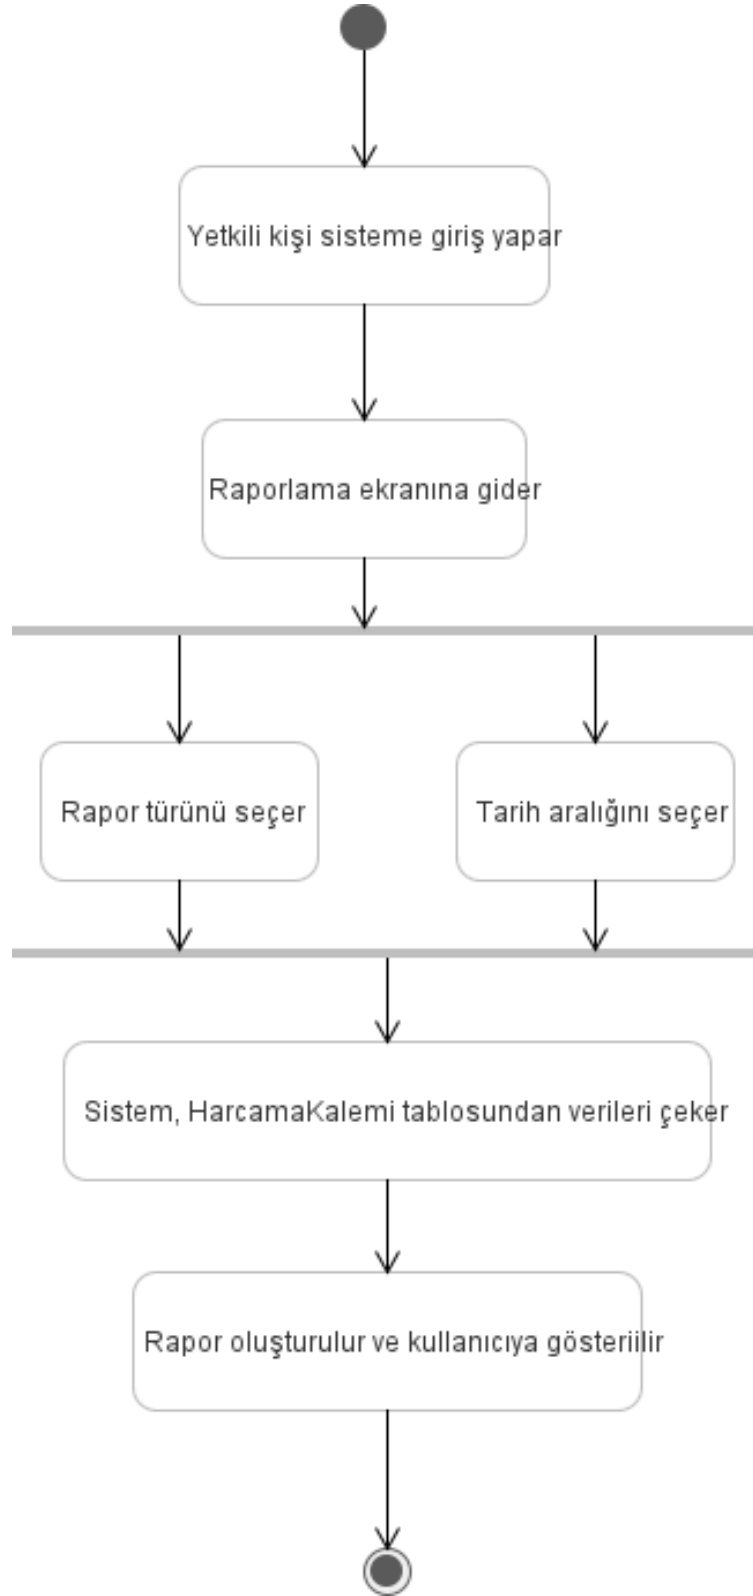 Yetkili kişi sisteme giriş yapar
Raporlama ekranına gider
Rapor türünü seçer
Tarih aralığını seçer
Sistem, HarcamaKalemi tablosundan verileri çeker
Rapor oluşturulur ve kullanıcıya gösteriilir